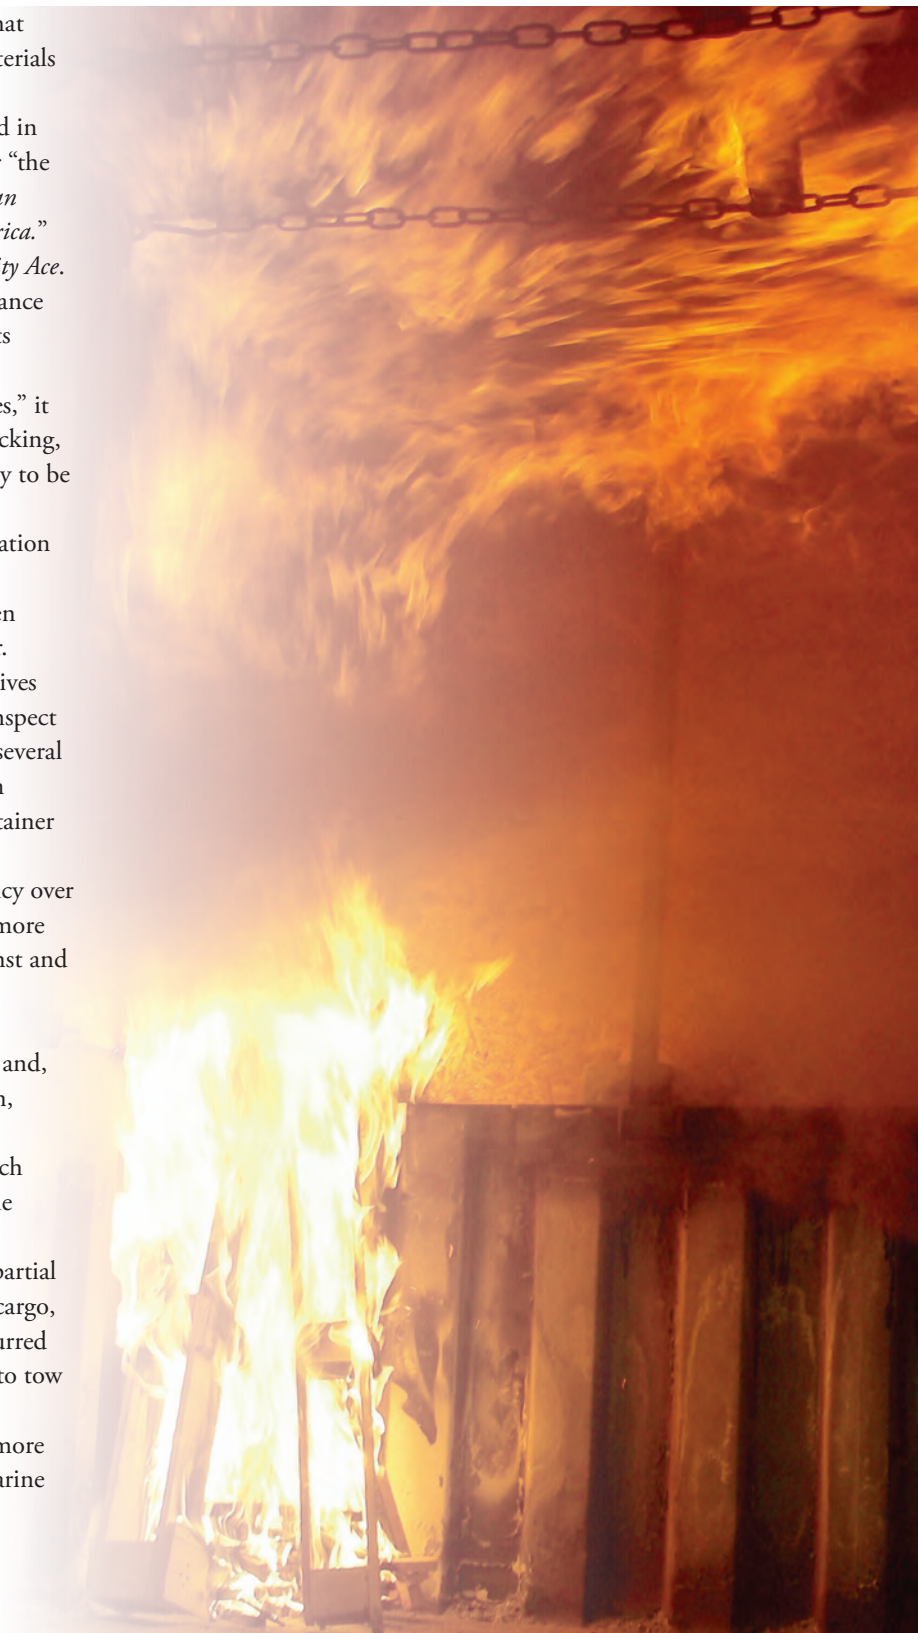 hat
terials
d in
“the
an
rica.”
ity Ace.
ance
ts
es,” it
cking,
y to be
ation
en
r.
ives
nspect
several
n
tainer
cy over
more
nst and
and,
n,
ch
e
partial
cargo,
urred
to tow
more
arine